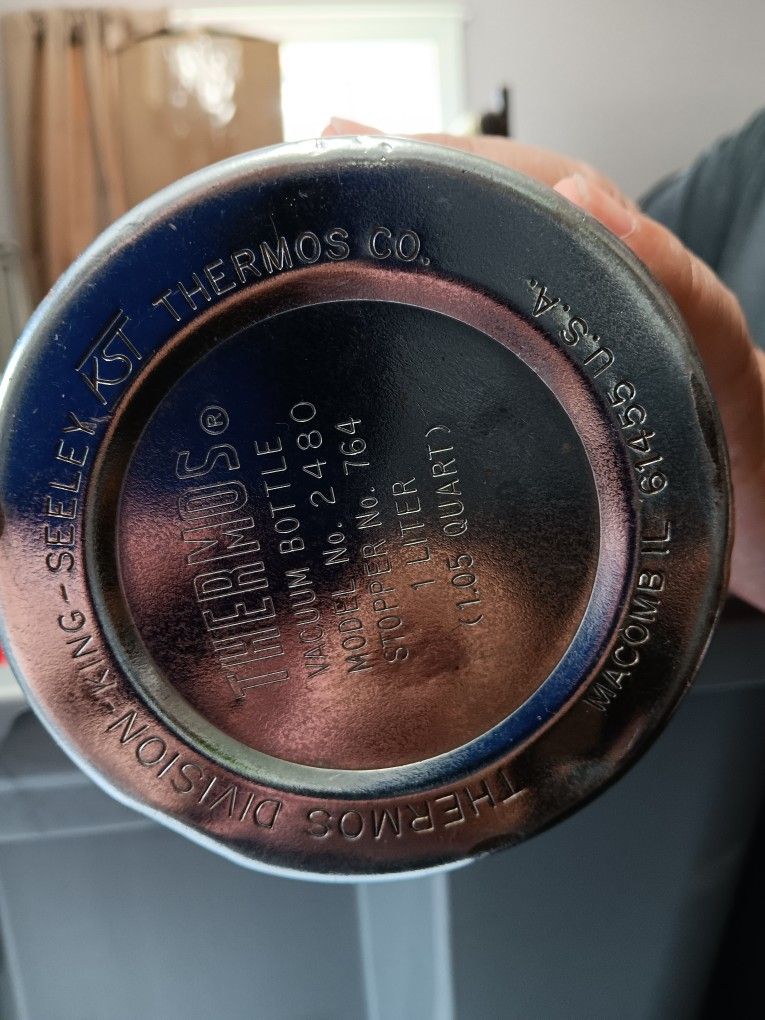 THERMOS DIVISION-KING-SEELEY KST THERMOS CO.
MACOMB IL 61455 U.S.A.
THERMOS®
VACUUM BOTTLE
MODEL No. 2480
STOPPER No. 764
1 LITER
(1.05 QUART)